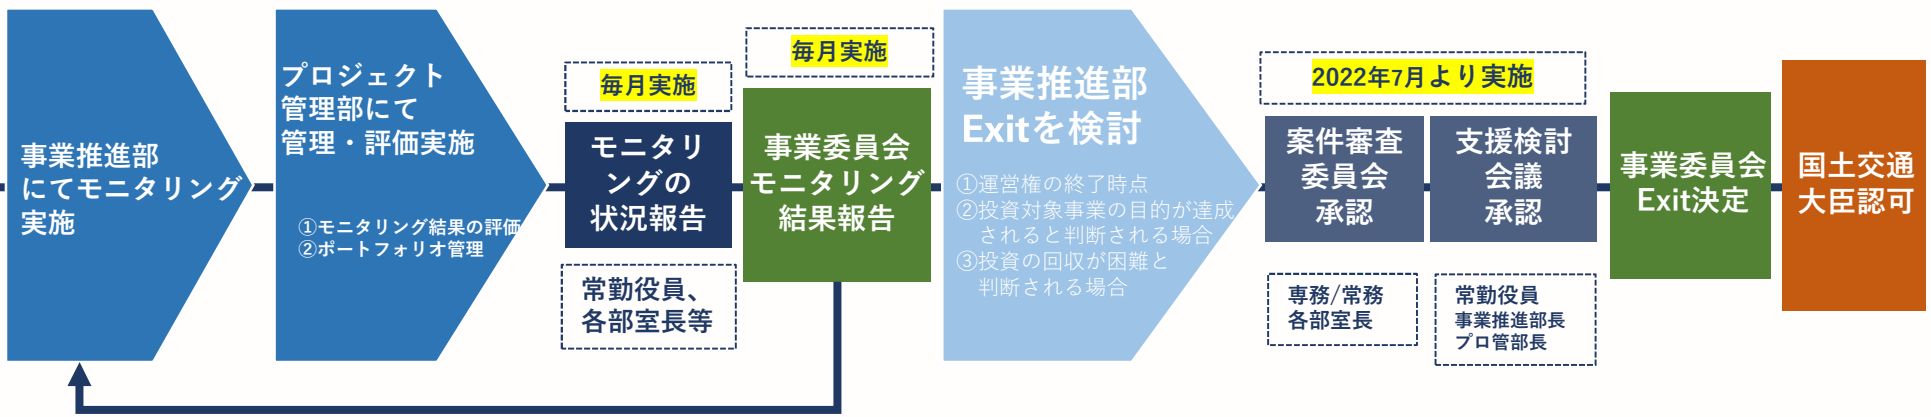 事業推進部
にてモニタリング
実施
プロジェクト
管理部にて
管理・評価実施
①モニタリング結果の評価
②ポートフォリオ管理
毎月実施
モニタリ
ングの
状況報告
常勤役員、
各部室長等
毎月実施
事業委員会
モニタリング
結果報告
事業推進部
Exitを検討
①運営権の終了時点
②投資対象事業の目的が達成
されると判断される場合
③投資の回収が困難と
判断される場合
2022年7月より実施
案件審査
委員会
承認
専務/常務
各部室長
支援検討
会議
承認
常勤役員
事業推進部長
プロ管部長
事業委員会
Exit決定
国土交通
大臣認可